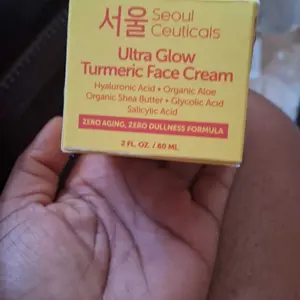 서울 Seoul
Ceuticals
Ultra Glow
Turmeric Face Cream
Hyaluronic Acid • Organic Aloe
Organic Shea Butter • Glycolic Acid
Salicylic Acid
ZERO AGING, ZERO DULLNESS FORMULA
2 FL. OZ. / 60 ML